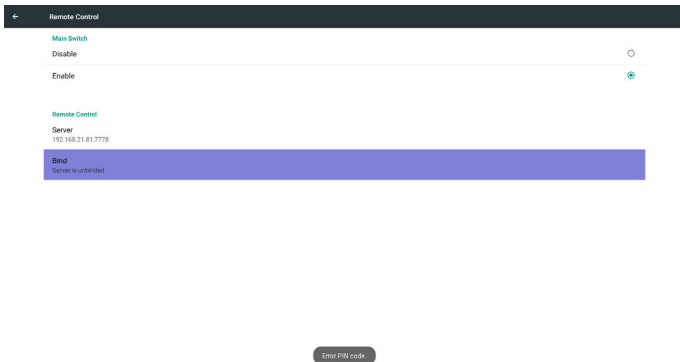 Remote Control
Main Switch
Disable
Enable
Remote Control
Server
192.168.21.81:7778
Bind
Server is unbinded
Error PIN code.